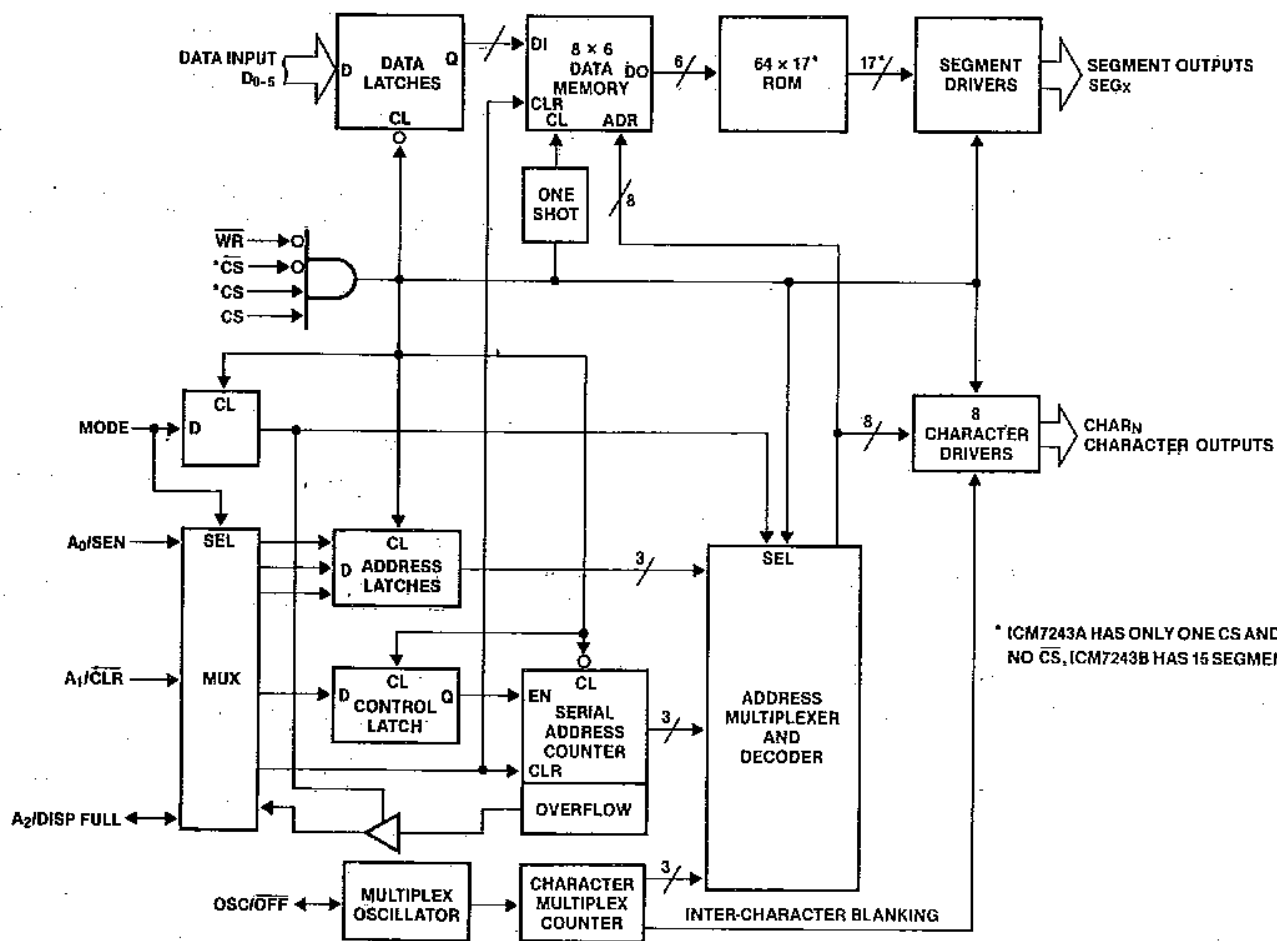 DATA INPUT
D0-5
D
DATA
LATCHES
Q
CL
DI
8 × 6
DATA
MEMORY
DO
CLR
CL
ADR
6
64 × 17*
ROM
17*
SEGMENT
DRIVERS
SEGMENT OUTPUTS
SEGX
ONE
SHOT
8
WR
*CS
*CS
CS
CL
D
MODE
8
8
CHARACTER
DRIVERS
CHARN
CHARACTER OUTPUTS
A0/SEN
SEL
MUX
CL
D
ADDRESS
LATCHES
3
SEL
ADDRESS
MULTIPLEXER
AND
DECODER
* ICM7243A HAS ONLY ONE CS AND
NO CS, ICM7243B HAS 15 SEGMEN
A1/CLR
D
CL
Q
CONTROL
LATCH
EN
CL
SERIAL
ADDRESS
COUNTER
CLR
3
OVERFLOW
A2/DISP FULL
OSC/OFF
MULTIPLEX
OSCILLATOR
CHARACTER
MULTIPLEX
COUNTER
3
INTER-CHARACTER BLANKING